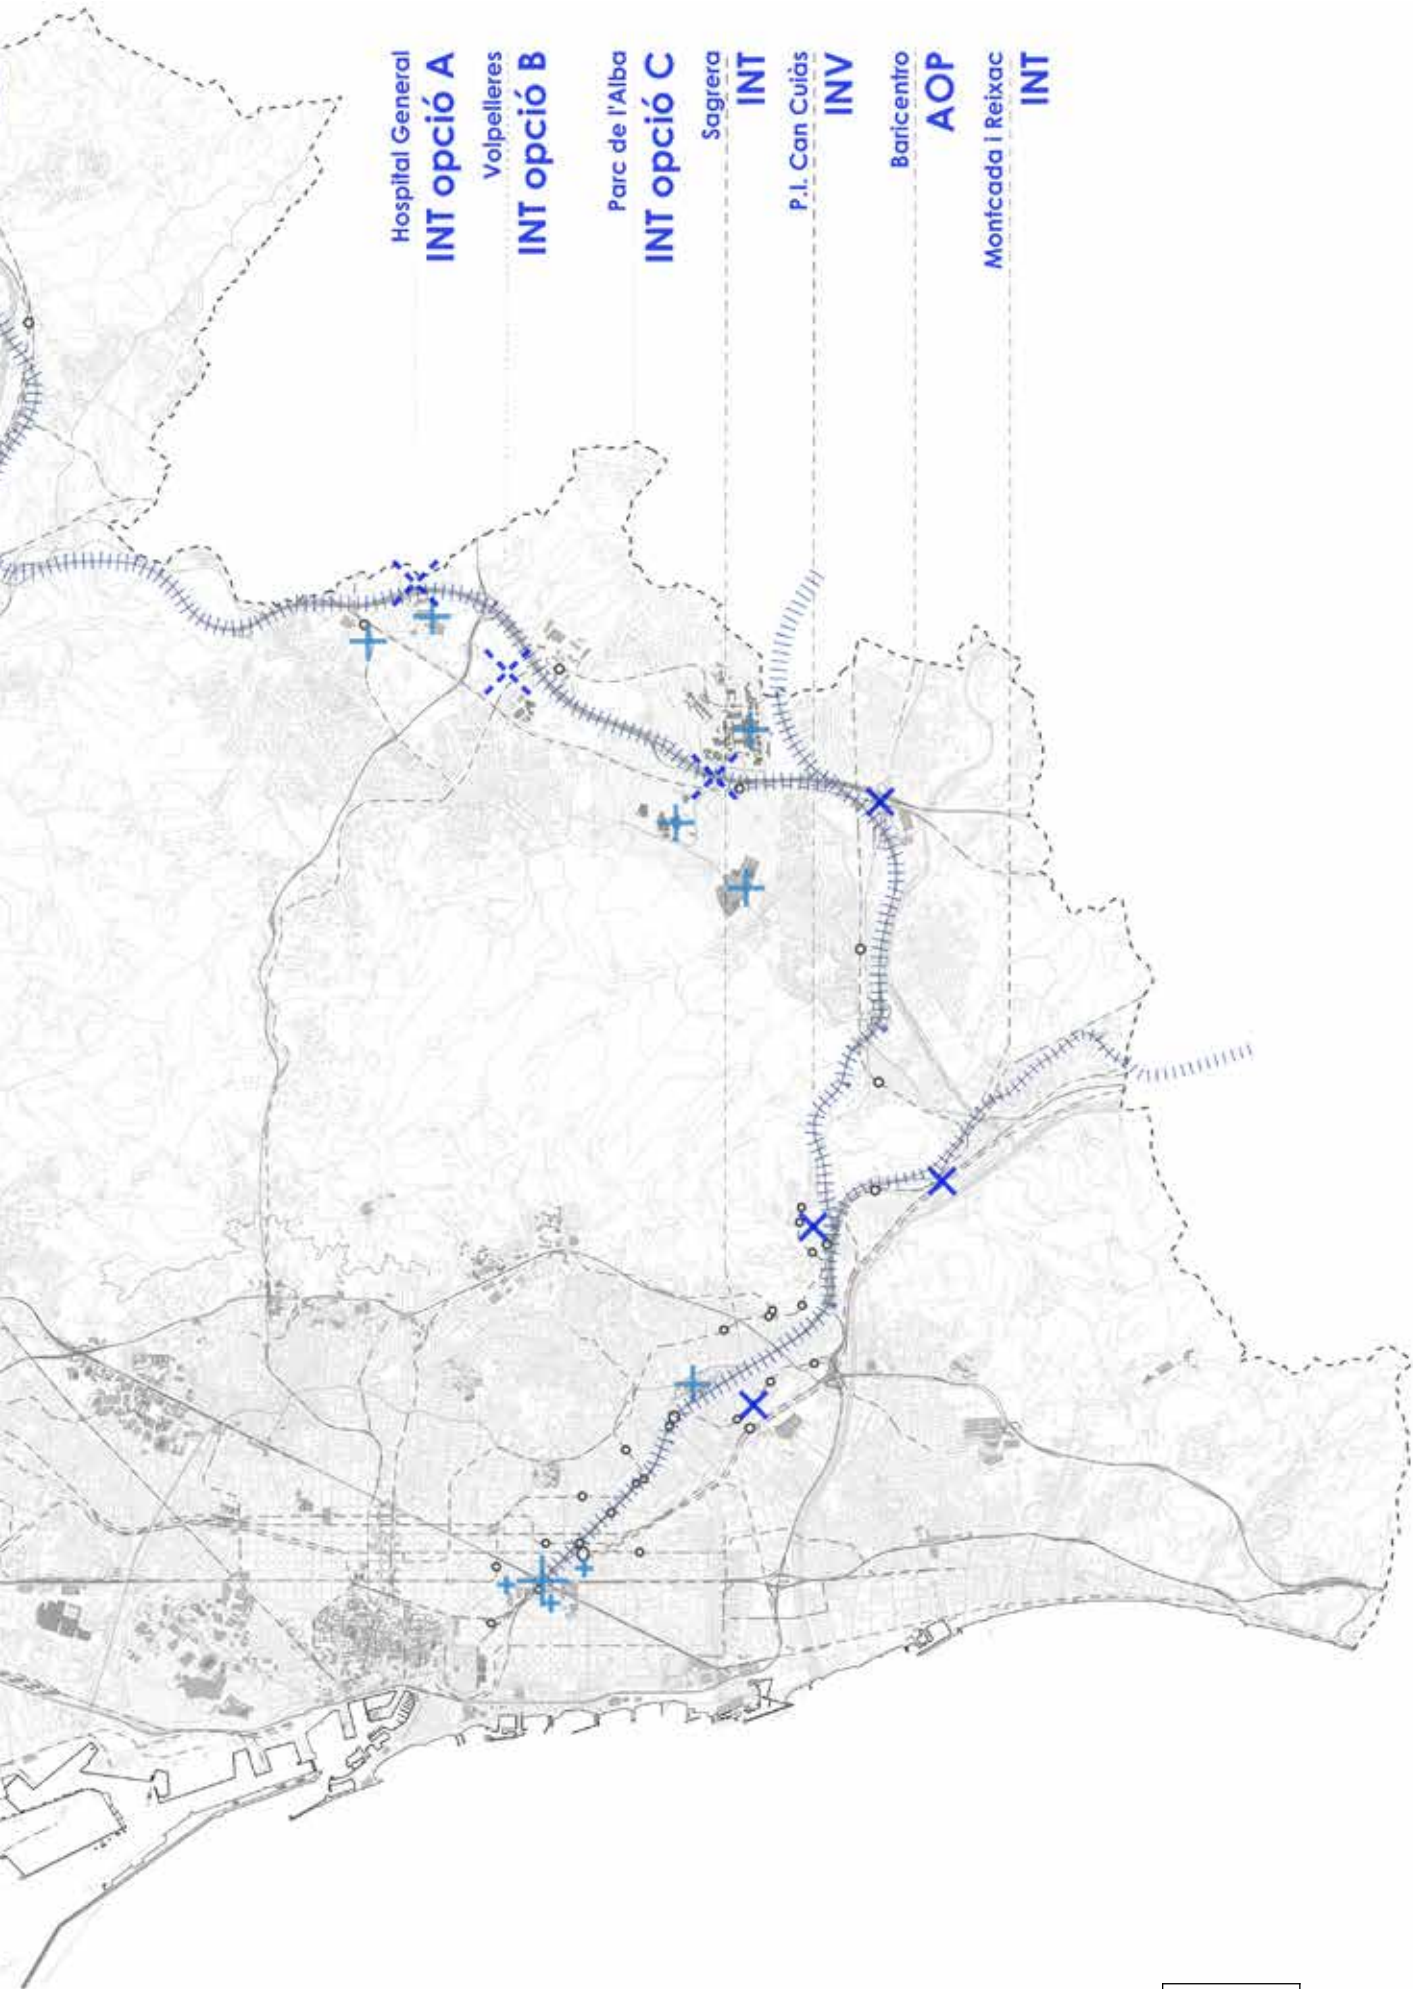 Hospital General
INT opció A
Volpelleres
INT opció B
Parc de l'Alba
INT opció C
Sagrera
INT
P.I. Can Cuiàs
INV
Baricentro
AOP
Montcada i Reixac
INT